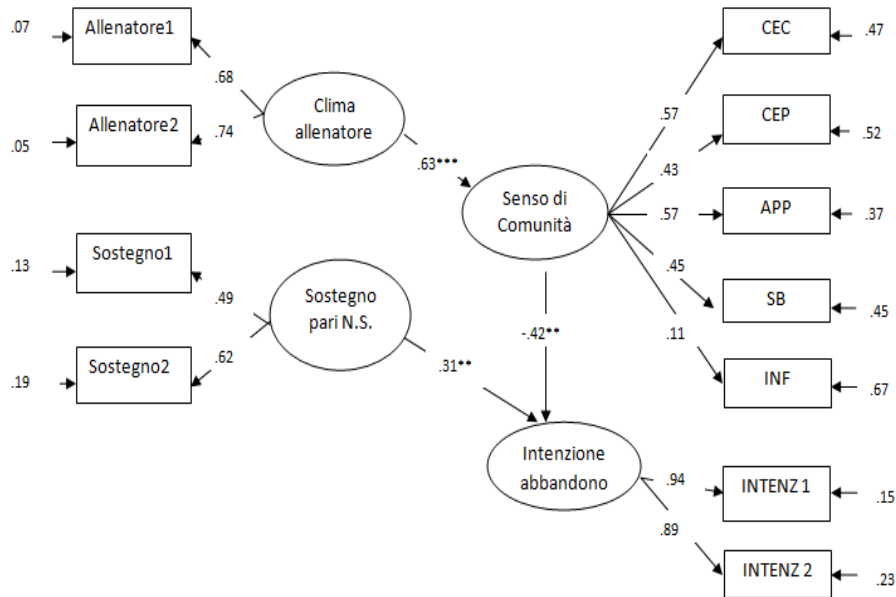 .07
Allenatore1
.68
.05
Allenatore2
.74
Clima
allenatore
.63***
.13
Sostegno1
.49
.19
Sostegno2
.62
Sostegno
pari N.S.
.31**
Senso di
Comunità
-.42**
Intenzione
abbandono
.57
CEC
.47
.43
CEP
.52
.57
APP
.37
.45
SB
.45
.11
INF
.67
.94
INTENZ 1
.15
.89
INTENZ 2
.23